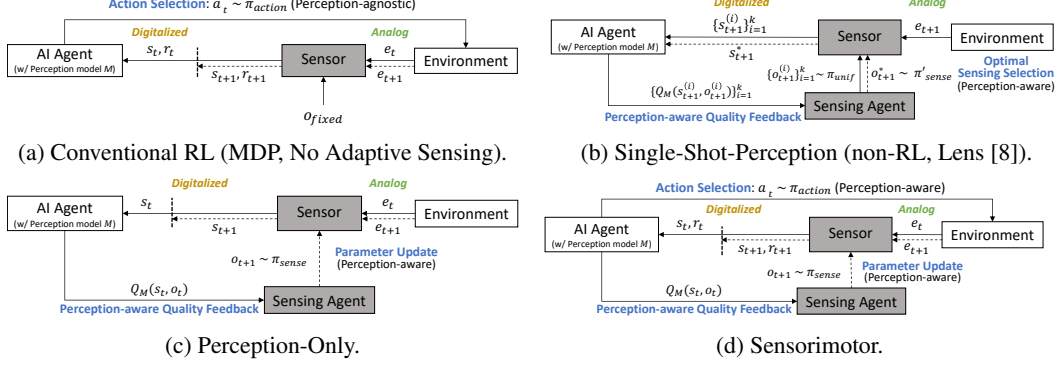 Action Selection: a_t ~ π_action (Perception-agnostic)
Digitalized
Analog
AI Agent
(w/ Perception model M)
s_t, r_t
s_{t+1}, r_{t+1}
Sensor
e_t
e_{t+1}
Environment
o_fixed
(a) Conventional RL (MDP, No Adaptive Sensing).
Digitalized
Analog
AI Agent
(w/ Perception model M)
{s_{t+1}^{(i)}}_{i=1}^k
s_{t+1}^*
Sensor
e_{t+1}
Environment
{o_{t+1}^{(i)}}_{i=1}^k ~ π_unif
o_{t+1}^* ~ π'_sense
Optimal
Sensing Selection
(Perception-aware)
{Q_M(s_{t+1}^{(i)}, o_{t+1}^{(i)})}_{i=1}^k
Sensing Agent
Perception-aware Quality Feedback
(b) Single-Shot-Perception (non-RL, Lens [8]).
Digitalized
Analog
AI Agent
(w/ Perception model M)
s_t
s_{t+1}
Sensor
e_t
e_{t+1}
Environment
o_{t+1} ~ π_sense
Parameter Update
(Perception-aware)
Q_M(s_t, o_t)
Sensing Agent
Perception-aware Quality Feedback
(c) Perception-Only.
Action Selection: a_t ~ π_action (Perception-aware)
Digitalized
Analog
AI Agent
(w/ Perception model M)
s_t, r_t
s_{t+1}, r_{t+1}
Sensor
e_t
e_{t+1}
Environment
o_{t+1} ~ π_sense
Parameter Update
(Perception-aware)
Q_M(s_t, o_t)
Sensing Agent
Perception-aware Quality Feedback
(d) Sensorimotor.